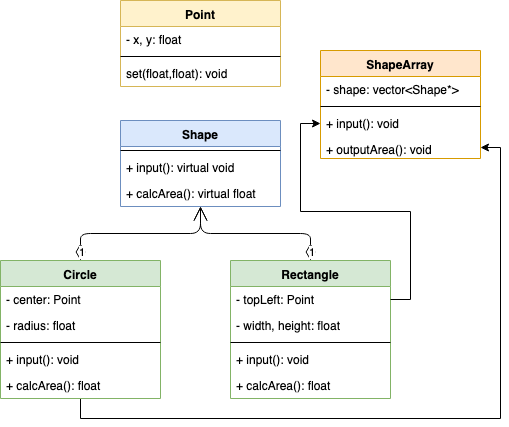 Point
- x, y: float
set(float,float): void
ShapeArray
- shape: vector<Shape*>
+ input(): void
+ outputArea(): void
Shape
+ input(): virtual void
+ calcArea(): virtual float
1
1
Circle
- center: Point
- radius: float
+ input(): void
+ calcArea(): float
Rectangle
- topLeft: Point
- width, height: float
+ input(): void
+ calcArea(): float